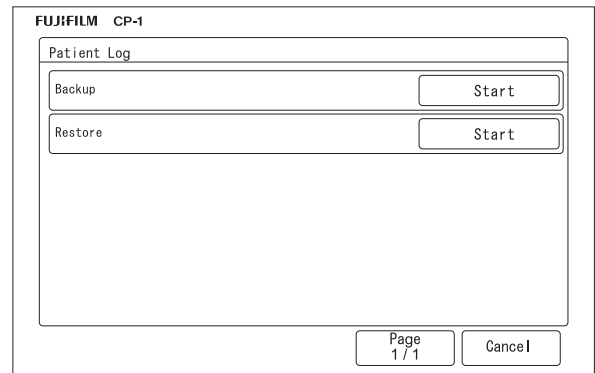 FUJIFILM CP-1
Patient Log
Backup Start
Restore Start
Page
1/1
Cancel